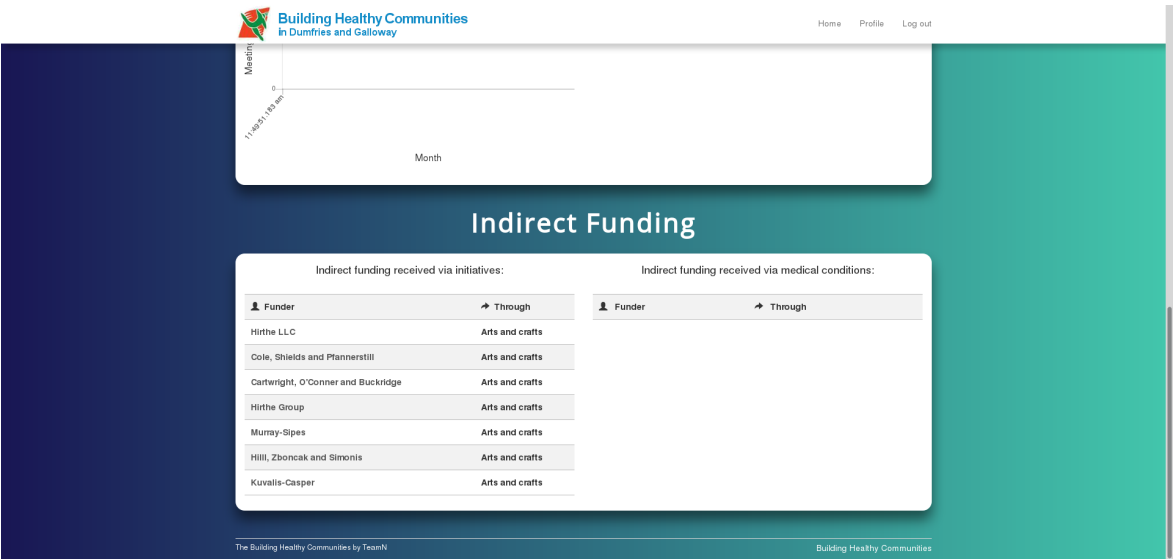 Building Healthy Communities
in Dumfries and Galloway
Home Profile Log out
Meeting
0
11:49:51.183 am
Month
Indirect Funding
Indirect funding received via initiatives:
Funder Through
Hirthe LLC Arts and crafts
Cole, Shields and Pfannerstill Arts and crafts
Cartwright, O'Conner and Buckridge Arts and crafts
Hirthe Group Arts and crafts
Murray-Sipes Arts and crafts
Hilll, Zboncak and Simonis Arts and crafts
Kuvalis-Casper Arts and crafts
Indirect funding received via medical conditions:
Funder Through
The Building Healthy Communities by TeamN
Building Healthy Communities